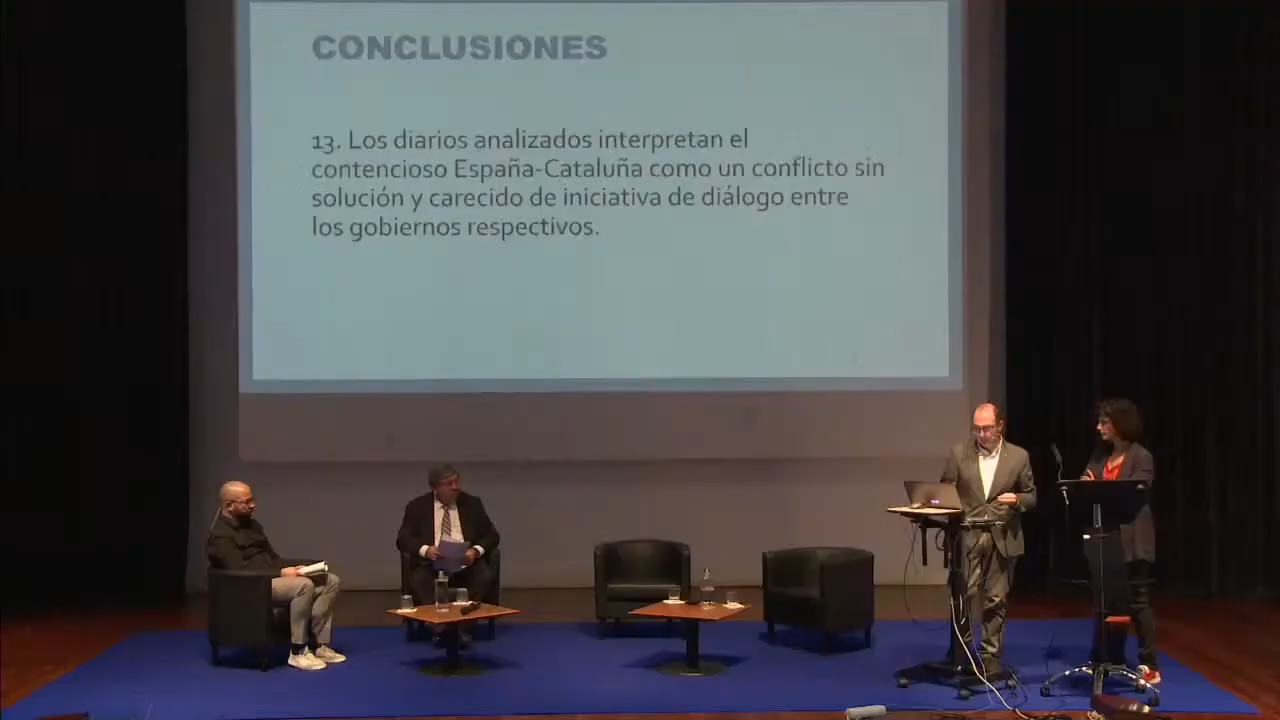 CONCLUSIONES
13. Los diarios analizados interpretan el
contencioso España-Cataluña como un conflicto sin
solución y carecido de iniciativa de diálogo entre
los gobiernos respectivos.